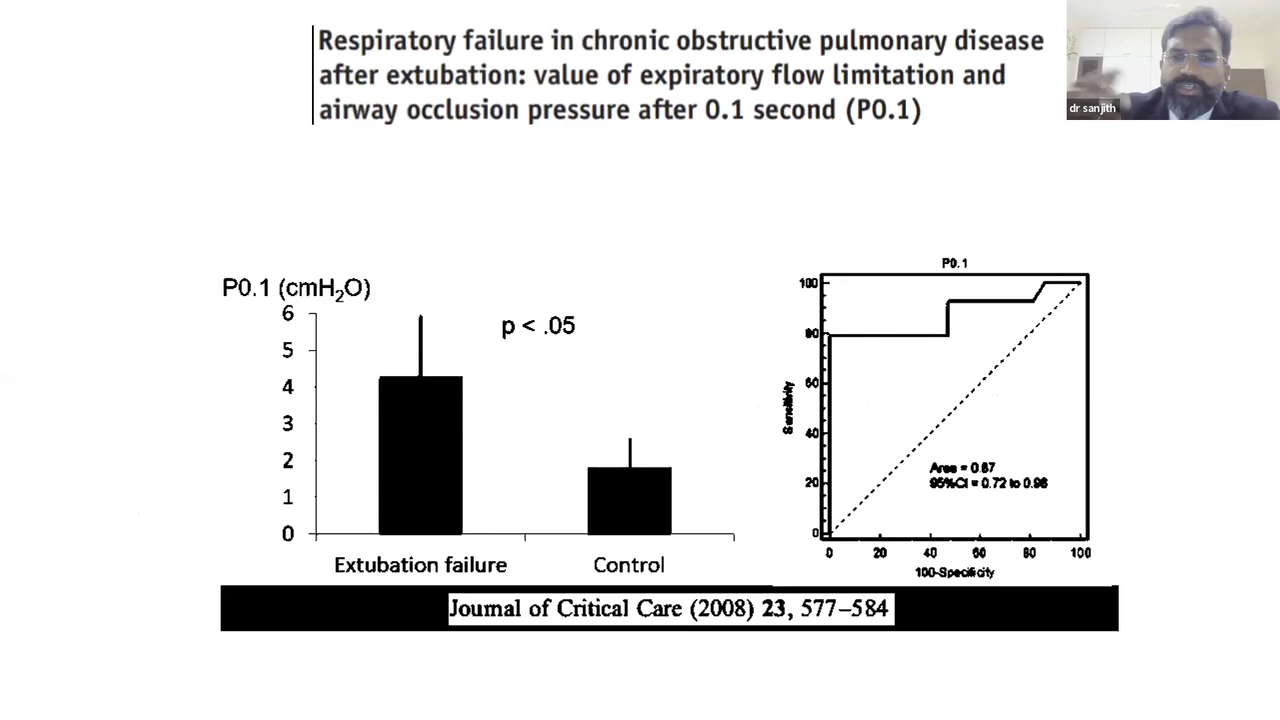 Respiratory failure in chronic obstructive pulmonary disease
after extubation: value of expiratory flow limitation and
airway occlusion pressure after 0.1 second (P0.1)
dr sanjith
P0.1 (cmH₂O)
6
5
4
3
2
1
0
p < .05
Extubation failure
Control
P0.1
100
80
60
40
20
0
Sensitivity
Area = 0.87
95%CI = 0.72 to 0.96
0 20 40 60 80 100
100-Specificity
Journal of Critical Care (2008) 23, 577–584